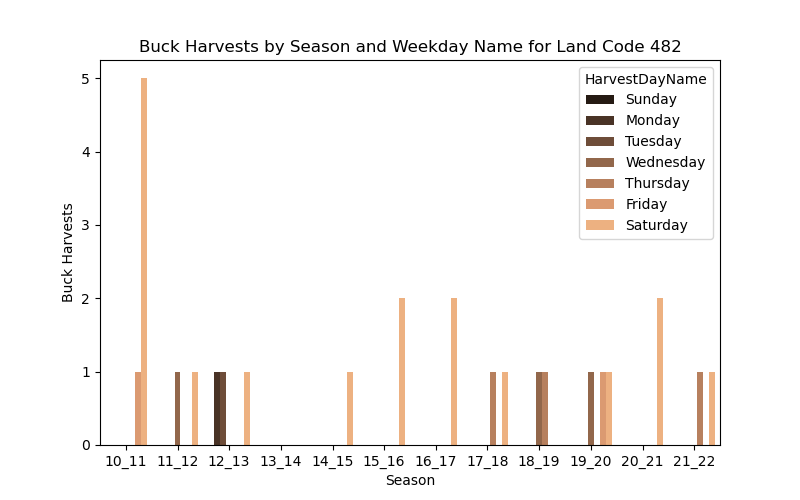 Buck Harvests by Season and Weekday Name for Land Code 482
HarvestDayName
Sunday
Monday
Tuesday
Wednesday
Thursday
Friday
Saturday
5
4
3
2
1
0
Buck Harvests
10_11 11_12 12_13 13_14 14_15 15_16 16_17 17_18 18_19 19_20 20_21 21_22
Season